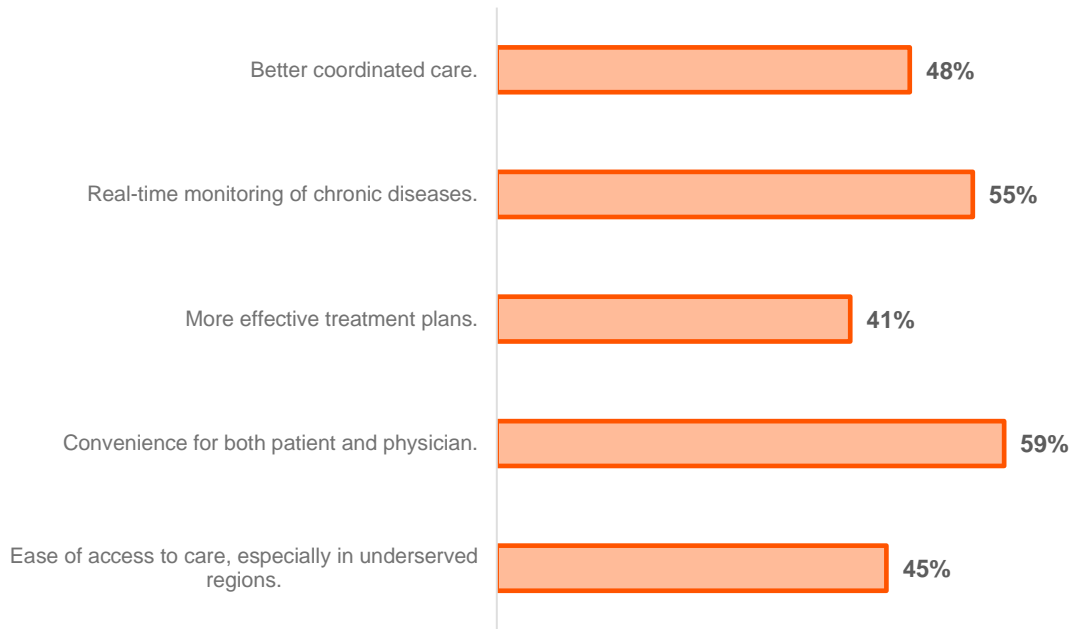 Better coordinated care.
48%
Real-time monitoring of chronic diseases.
55%
More effective treatment plans.
41%
Convenience for both patient and physician.
59%
Ease of access to care, especially in underserved
regions.
45%